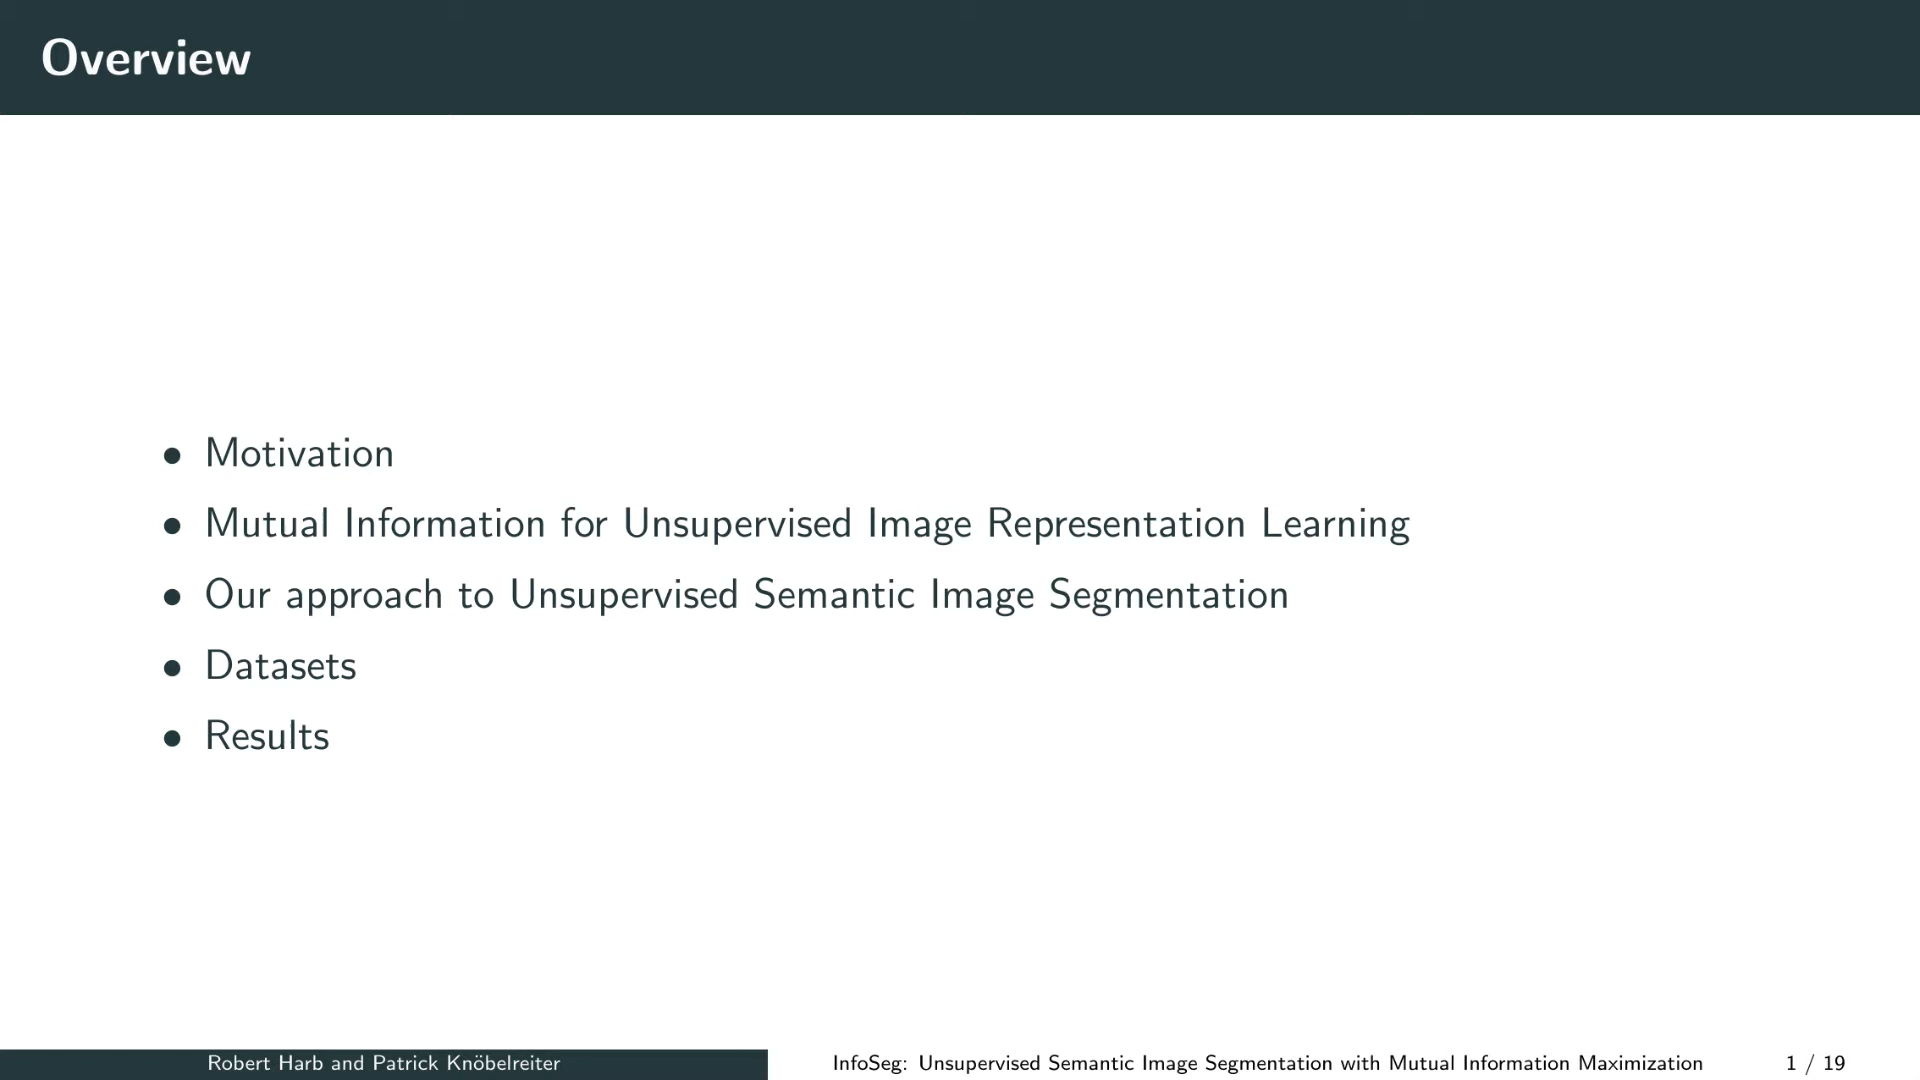 Overview
• Motivation
• Mutual Information for Unsupervised Image Representation Learning
• Our approach to Unsupervised Semantic Image Segmentation
• Datasets
• Results
Robert Harb and Patrick Knöbelreiter
InfoSeg: Unsupervised Semantic Image Segmentation with Mutual Information Maximization
1 / 19